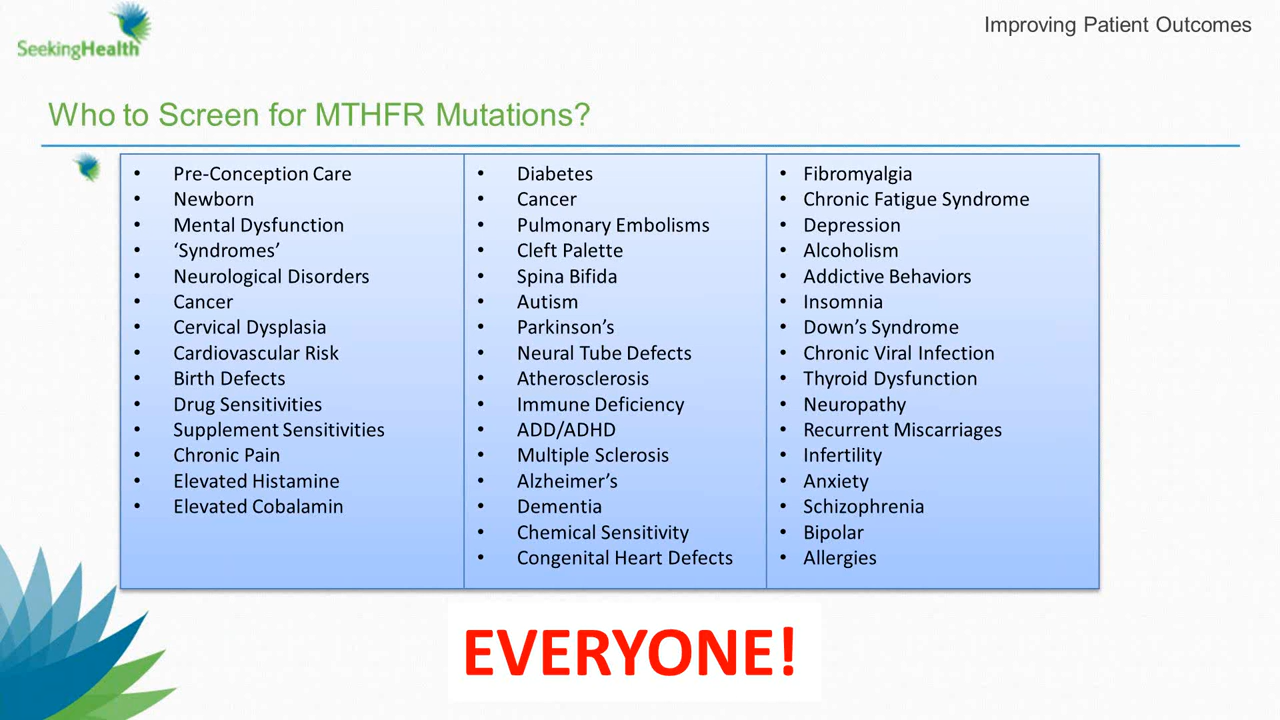 SeekingHealth
Improving Patient Outcomes
Who to Screen for MTHFR Mutations?
• Pre-Conception Care
• Newborn
• Mental Dysfunction
• ‘Syndromes’
• Neurological Disorders
• Cancer
• Cervical Dysplasia
• Cardiovascular Risk
• Birth Defects
• Drug Sensitivities
• Supplement Sensitivities
• Chronic Pain
• Elevated Histamine
• Elevated Cobalamin
• Diabetes
• Cancer
• Pulmonary Embolisms
• Cleft Palette
• Spina Bifida
• Autism
• Parkinson’s
• Neural Tube Defects
• Atherosclerosis
• Immune Deficiency
• ADD/ADHD
• Multiple Sclerosis
• Alzheimer’s
• Dementia
• Chemical Sensitivity
• Congenital Heart Defects
• Fibromyalgia
• Chronic Fatigue Syndrome
• Depression
• Alcoholism
• Addictive Behaviors
• Insomnia
• Down’s Syndrome
• Chronic Viral Infection
• Thyroid Dysfunction
• Neuropathy
• Recurrent Miscarriages
• Infertility
• Anxiety
• Schizophrenia
• Bipolar
• Allergies
EVERYONE!